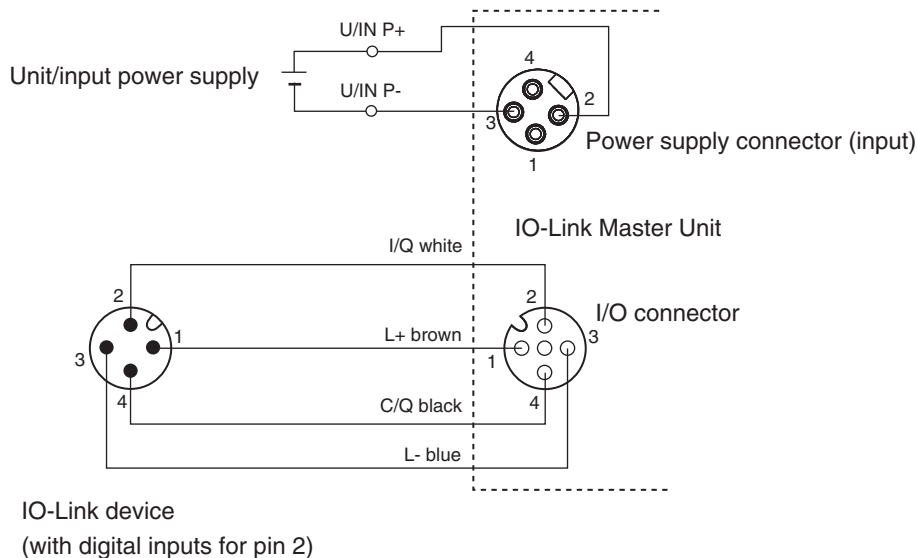 U/IN P+
Unit/input power supply
U/IN P-
4
2
3
1
Power supply connector (input)
IO-Link Master Unit
I/Q white
2
2
I/O connector
1
3
L+ brown
1
3
4
4
C/Q black
L- blue
IO-Link device
(with digital inputs for pin 2)